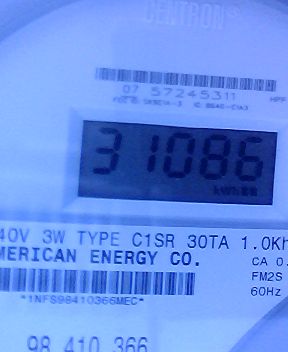 CENTRON®
07 57245311
31086
kWh
40V 3W TYPE C1SR 30TA 1.0Kh
MERICAN ENERGY CO.
CA 0.
FM2S
60Hz
*1NFS98410366MEC*
98 410 366